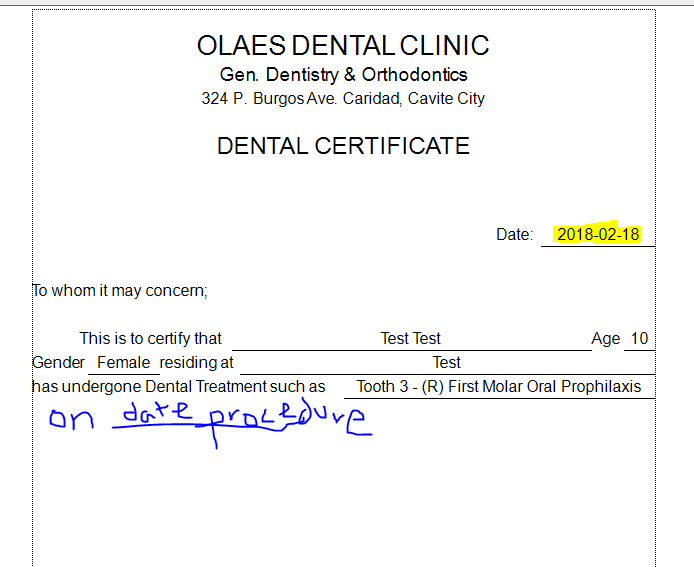 OLAES DENTAL CLINIC
Gen. Dentistry & Orthodontics
324 P. Burgos Ave. Caridad, Cavite City
DENTAL CERTIFICATE
Date: 2018-02-18
To whom it may concern;
This is to certify that Test Test Age 10
Gender Female residing at Test
has undergone Dental Treatment such as Tooth 3 - (R) First Molar Oral Prophilaxis
on date procedure